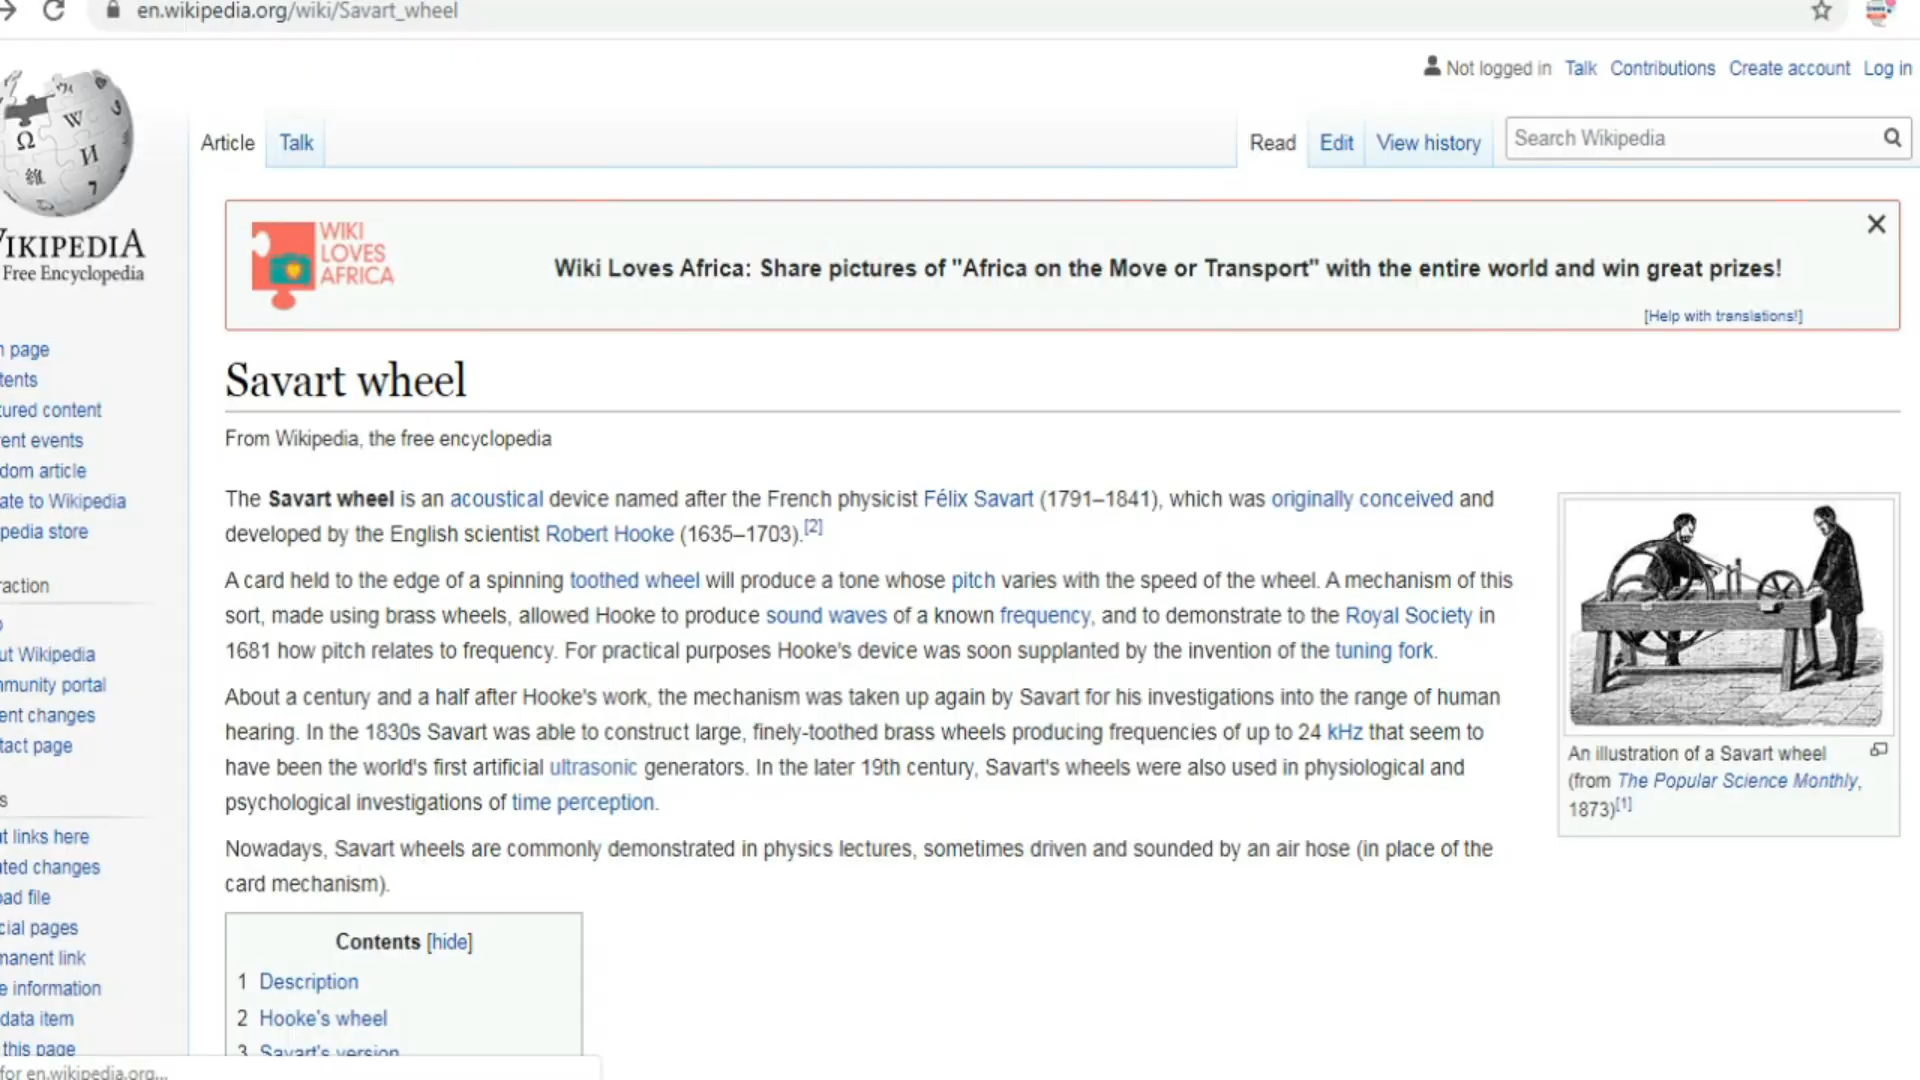 en.wikipedia.org/wiki/Savart_wheel
Not logged in Talk Contributions Create account Log in
Article Talk Read Edit View history Search Wikipedia
WIKIPEDIA
Free Encyclopedia
WIKI
LOVES
AFRICA
Wiki Loves Africa: Share pictures of "Africa on the Move or Transport" with the entire world and win great prizes!
[Help with translations!]
page
tents
tured content
ent events
dom article
ate to Wikipedia
pedia store
raction
ut Wikipedia
mmunity portal
ent changes
tact page
s
t links here
ated changes
oad file
cial pages
manent link
e information
data item
this page
Savart wheel
From Wikipedia, the free encyclopedia
The Savart wheel is an acoustical device named after the French physicist Félix Savart (1791–1841), which was originally conceived and
developed by the English scientist Robert Hooke (1635–1703).[2]
A card held to the edge of a spinning toothed wheel will produce a tone whose pitch varies with the speed of the wheel. A mechanism of this
sort, made using brass wheels, allowed Hooke to produce sound waves of a known frequency, and to demonstrate to the Royal Society in
1681 how pitch relates to frequency. For practical purposes Hooke's device was soon supplanted by the invention of the tuning fork.
About a century and a half after Hooke's work, the mechanism was taken up again by Savart for his investigations into the range of human
hearing. In the 1830s Savart was able to construct large, finely-toothed brass wheels producing frequencies of up to 24 kHz that seem to
have been the world's first artificial ultrasonic generators. In the later 19th century, Savart's wheels were also used in physiological and
psychological investigations of time perception.
Nowadays, Savart wheels are commonly demonstrated in physics lectures, sometimes driven and sounded by an air hose (in place of the
card mechanism).
An illustration of a Savart wheel
(from The Popular Science Monthly,
1873)[1]
Contents [hide]
1 Description
2 Hooke's wheel
3 Savart's version
for en.wikipedia.org...